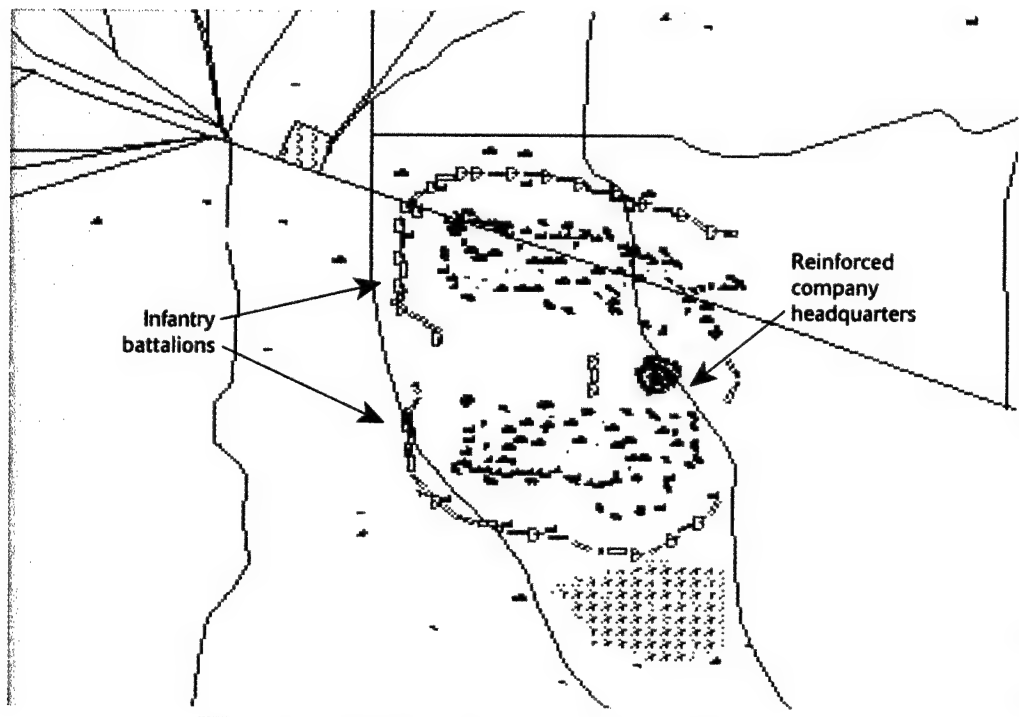 Reinforced
company
headquarters
Infantry
battalions